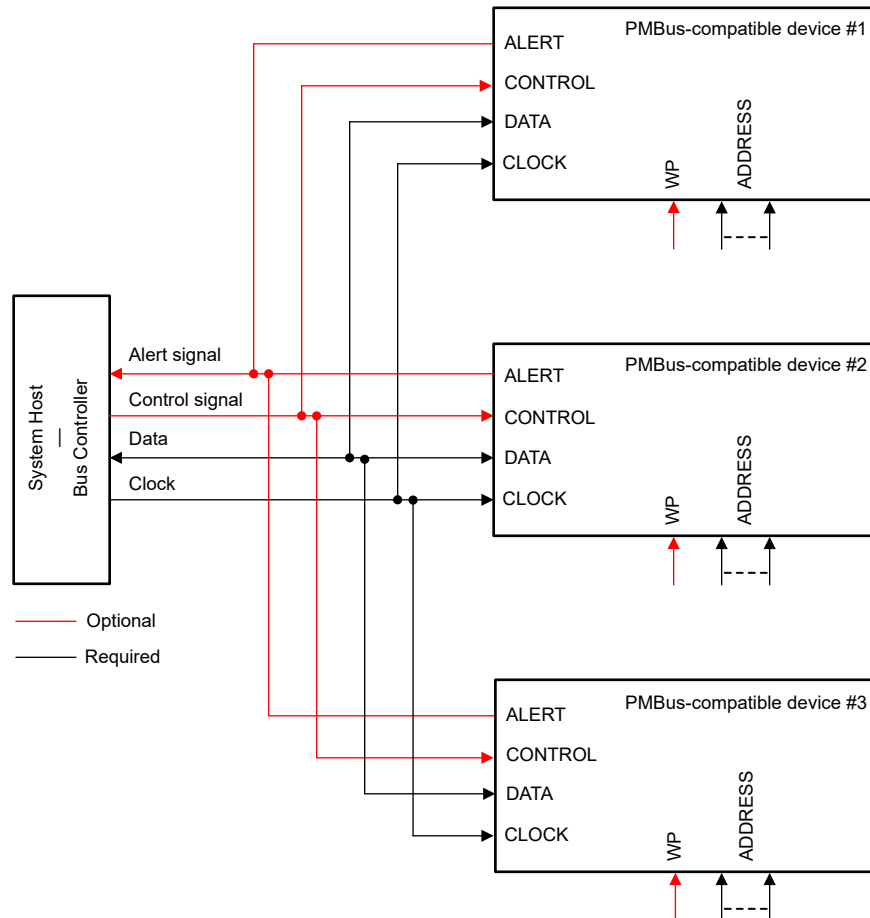 PMBus-compatible device #1
ALERT
CONTROL
DATA
CLOCK
WP
ADDRESS
System Host
—
Bus Controller
Alert signal
Control signal
Data
Clock
PMBus-compatible device #2
ALERT
CONTROL
DATA
CLOCK
WP
ADDRESS
Optional
Required
PMBus-compatible device #3
ALERT
CONTROL
DATA
CLOCK
WP
ADDRESS